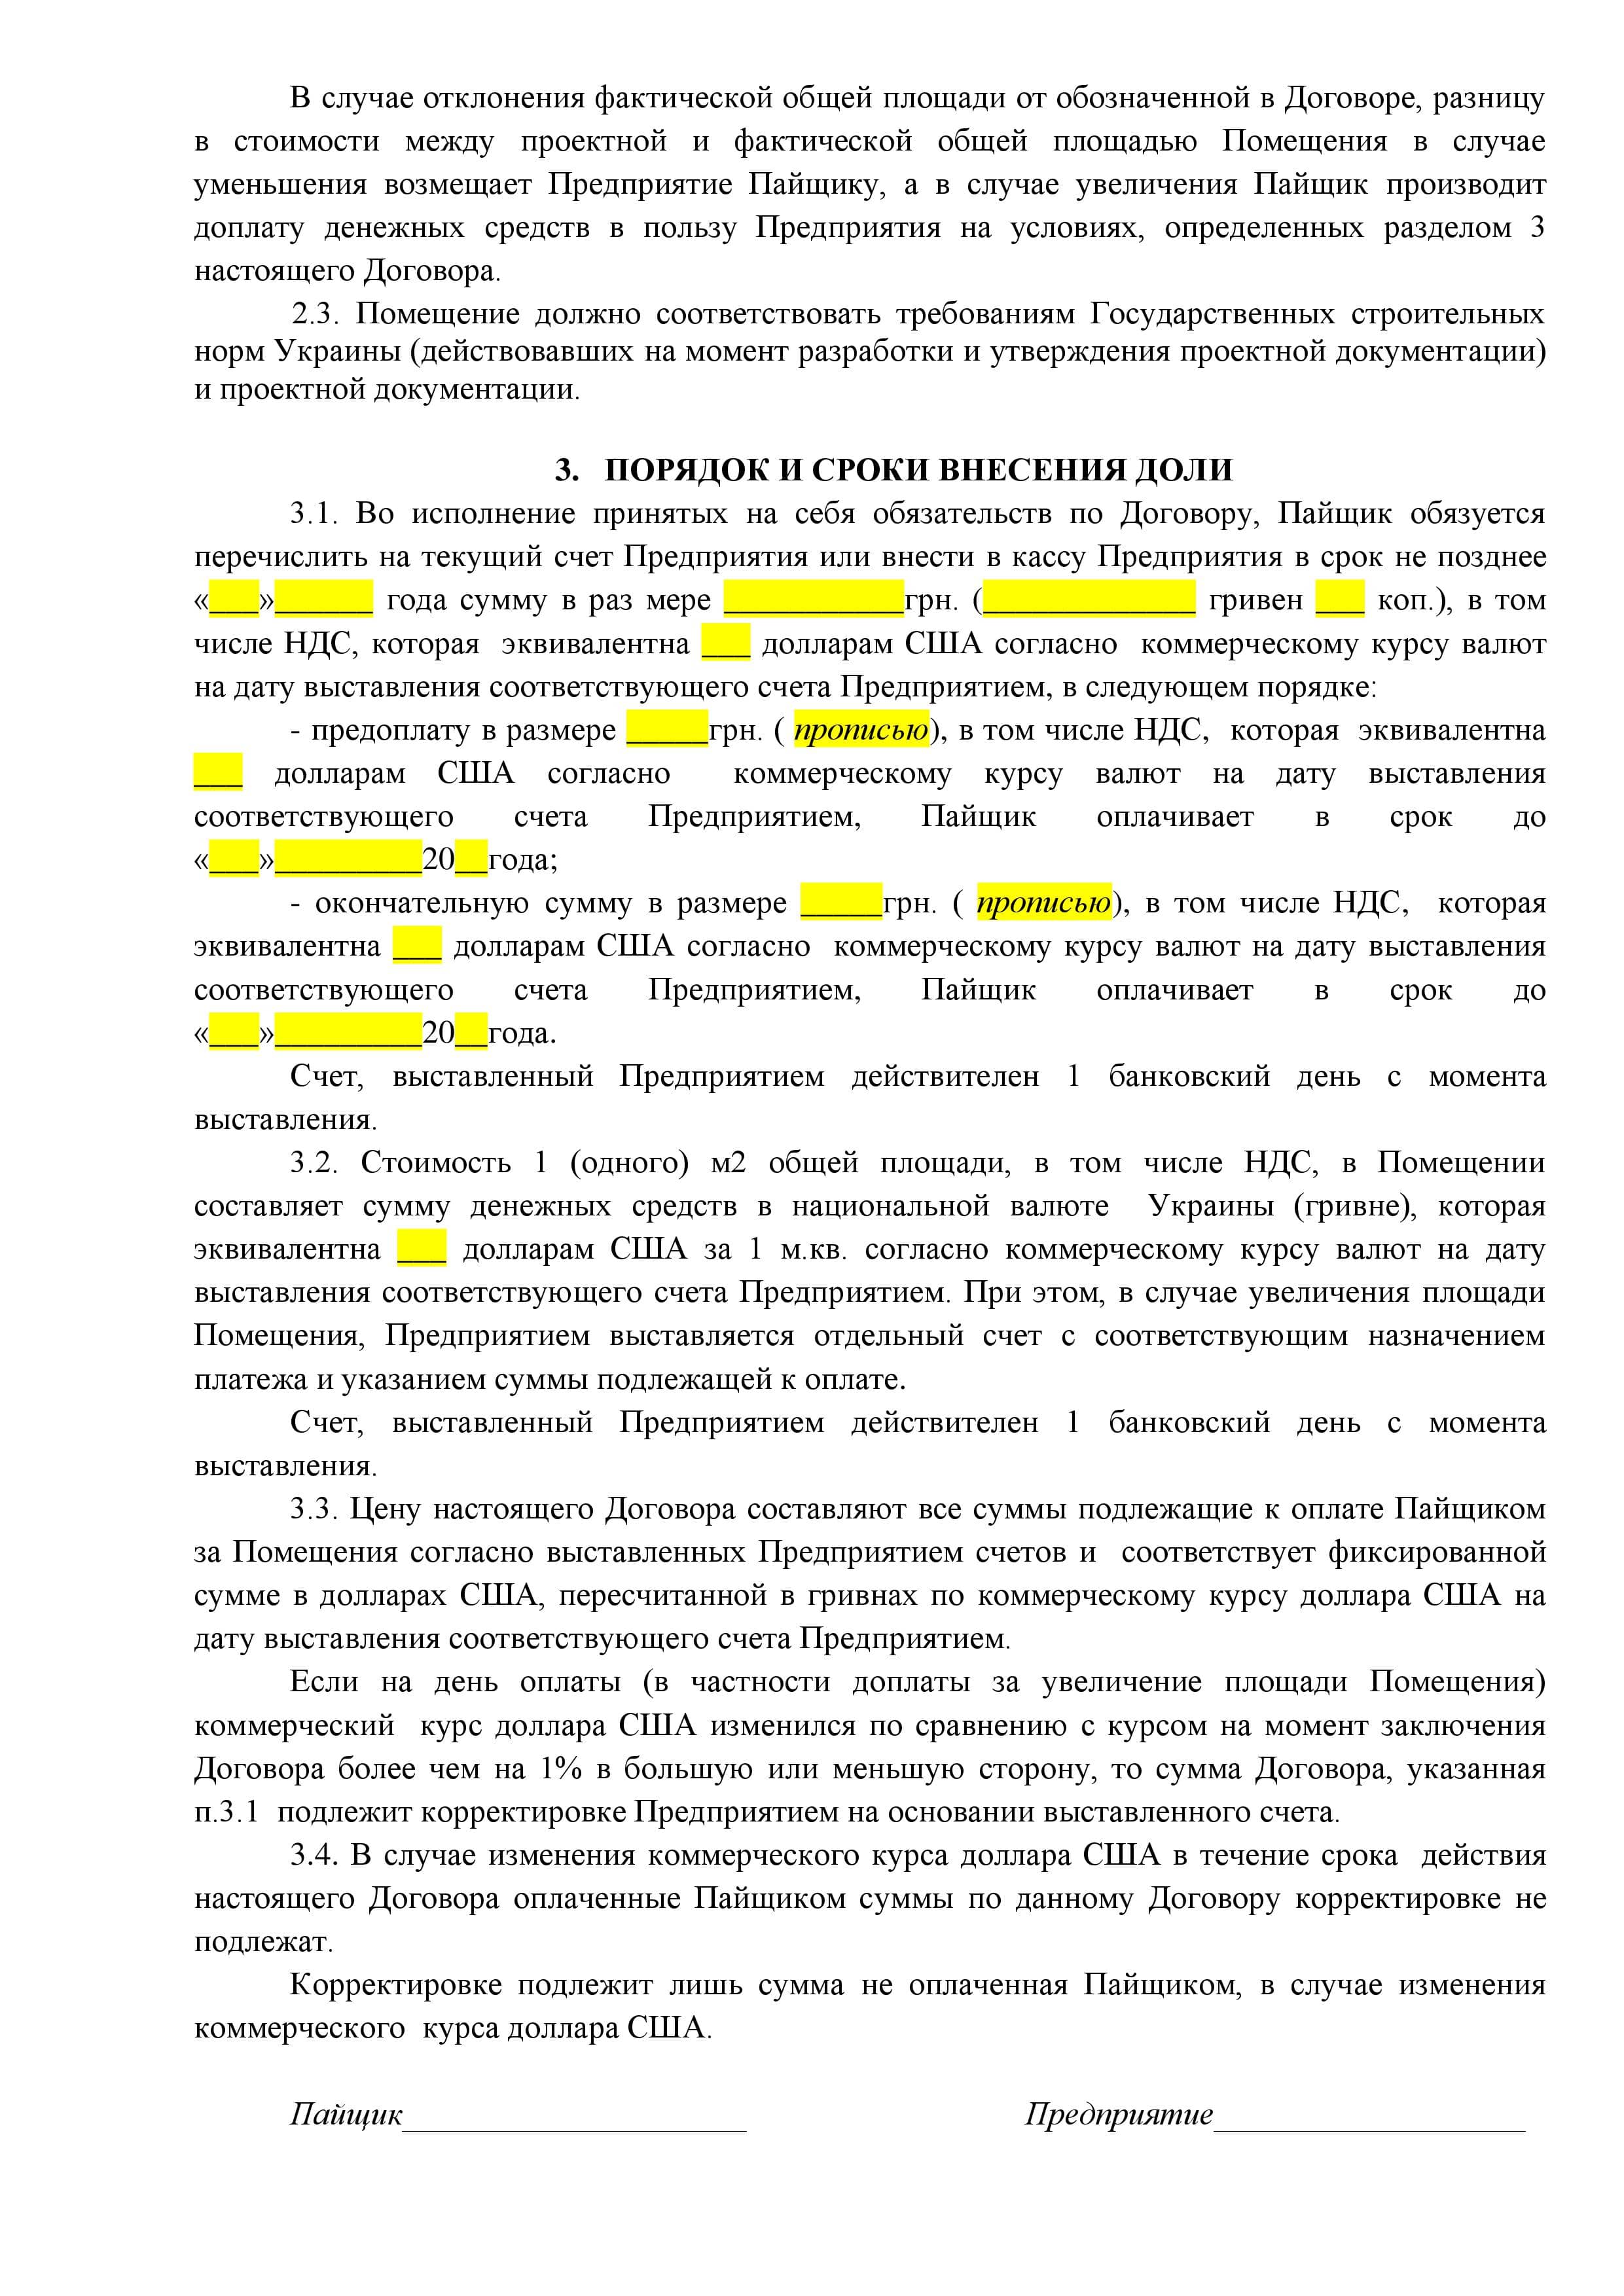 В случае отклонения фактической общей площади от обозначенной в Договоре, разницу
в стоимости между проектной и фактической общей площадью Помещения в случае
уменьшения возмещает Предприятие Пайщику, а в случае увеличения Пайщик производит
доплату денежных средств в пользу Предприятия на условиях, определенных разделом 3
настоящего Договора.
2.3. Помещение должно соответствовать требованиям Государственных строительных
норм Украины (действовавших на момент разработки и утверждения проектной документации)
и проектной документации.
3. ПОРЯДОК И СРОКИ ВНЕСЕНИЯ ДОЛИ
3.1. Во исполнение принятых на себя обязательств по Договору, Пайщик обязуется
перечислить на текущий счет Предприятия или внести в кассу Предприятия в срок не позднее
«___»______ года сумму в раз мере ___________грн. (_____________ гривен ___ коп.), в том
числе НДС, которая эквивалентна ___ долларам США согласно коммерческому курсу валют
на дату выставления соответствующего счета Предприятием, в следующем порядке:
- предоплату в размере _____грн. ( прописью), в том числе НДС, которая эквивалентна
___ долларам США согласно коммерческому курсу валют на дату выставления
соответствующего счета Предприятием, Пайщик оплачивает в срок до
«___»_________20__года;
- окончательную сумму в размере _____грн. ( прописью), в том числе НДС, которая
эквивалентна ___ долларам США согласно коммерческому курсу валют на дату выставления
соответствующего счета Предприятием, Пайщик оплачивает в срок до
«___»_________20__года.
Счет, выставленный Предприятием действителен 1 банковский день с момента
выставления.
3.2. Стоимость 1 (одного) м2 общей площади, в том числе НДС, в Помещении
составляет сумму денежных средств в национальной валюте Украины (гривне), которая
эквивалентна ___ долларам США за 1 м.кв. согласно коммерческому курсу валют на дату
выставления соответствующего счета Предприятием. При этом, в случае увеличения площади
Помещения, Предприятием выставляется отдельный счет с соответствующим назначением
платежа и указанием суммы подлежащей к оплате.
Счет, выставленный Предприятием действителен 1 банковский день с момента
выставления.
3.3. Цену настоящего Договора составляют все суммы подлежащие к оплате Пайщиком
за Помещения согласно выставленных Предприятием счетов и соответствует фиксированной
сумме в долларах США, пересчитанной в гривнах по коммерческому курсу доллара США на
дату выставления соответствующего счета Предприятием.
Если на день оплаты (в частности доплаты за увеличение площади Помещения)
коммерческий курс доллара США изменился по сравнению с курсом на момент заключения
Договора более чем на 1% в большую или меньшую сторону, то сумма Договора, указанная
п.3.1 подлежит корректировке Предприятием на основании выставленного счета.
3.4. В случае изменения коммерческого курса доллара США в течение срока действия
настоящего Договора оплаченные Пайщиком суммы по данному Договору корректировке не
подлежат.
Корректировке подлежит лишь сумма не оплаченная Пайщиком, в случае изменения
коммерческого курса доллара США.
Пайщик_____________________ Предприятие___________________